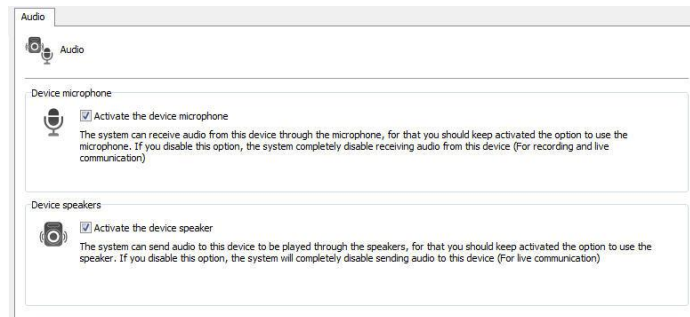 Audio
Audio
Device microphone
Activate the device microphone
The system can receive audio from this device through the microphone, for that you should keep activated the option to use the
microphone. If you disable this option, the system completely disable receiving audio from this device (For recording and live
communication)
Device speakers
Activate the device speaker
The system can send audio to this device to be played through the speakers, for that you should keep activated the option to use the
speaker. If you disable this option, the system will completely disable sending audio to this device (For live communication)